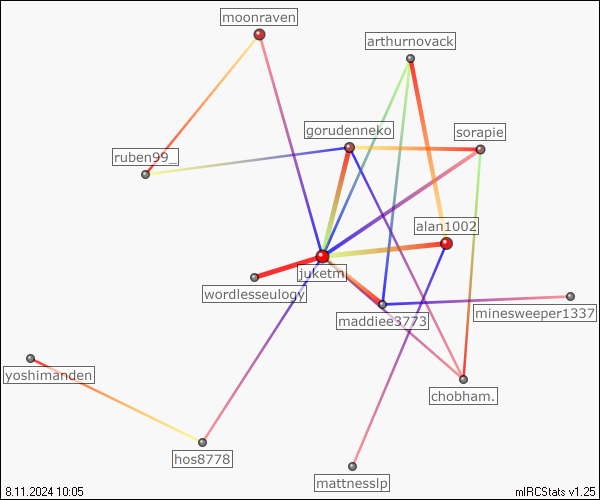 moonraven
arthurnovack
gorudenneko
sorapie
ruben99_
alan1002
juketm
wordlesseulogy
maddiee3773
minesweeper1337
yoshimanden
chobham.
hos8778
mattnesslp
8.11.2024 10:05
mIRCStats v1.25